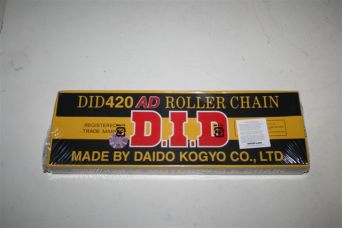 DID420 AD ROLLER CHAIN
REGISTERED
TRADE MARK
D.I.D
MADE BY DAIDO KOGYO CO., LTD.